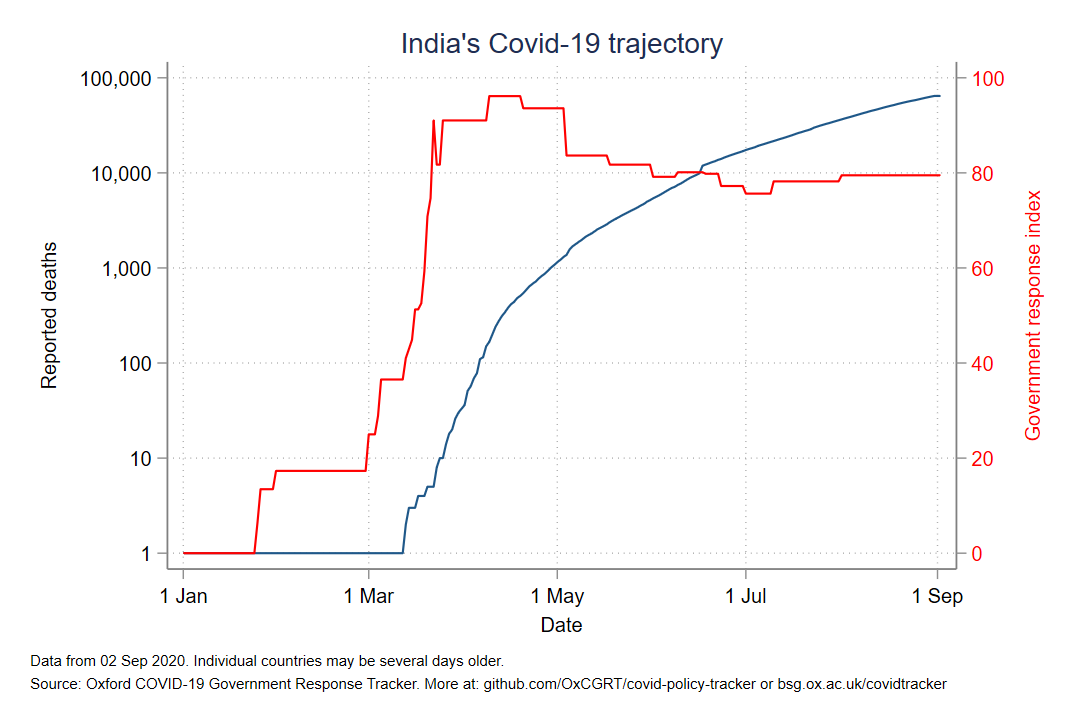 India's Covid-19 trajectory
100,000
10,000
1,000
100
10
1
Reported deaths
100
80
60
40
20
0
Government response index
1 Jan 1 Mar 1 May 1 Jul 1 Sep
Date
Data from 02 Sep 2020. Individual countries may be several days older.
Source: Oxford COVID-19 Government Response Tracker. More at: github.com/OxCGRT/covid-policy-tracker or bsg.ox.ac.uk/covidtracker